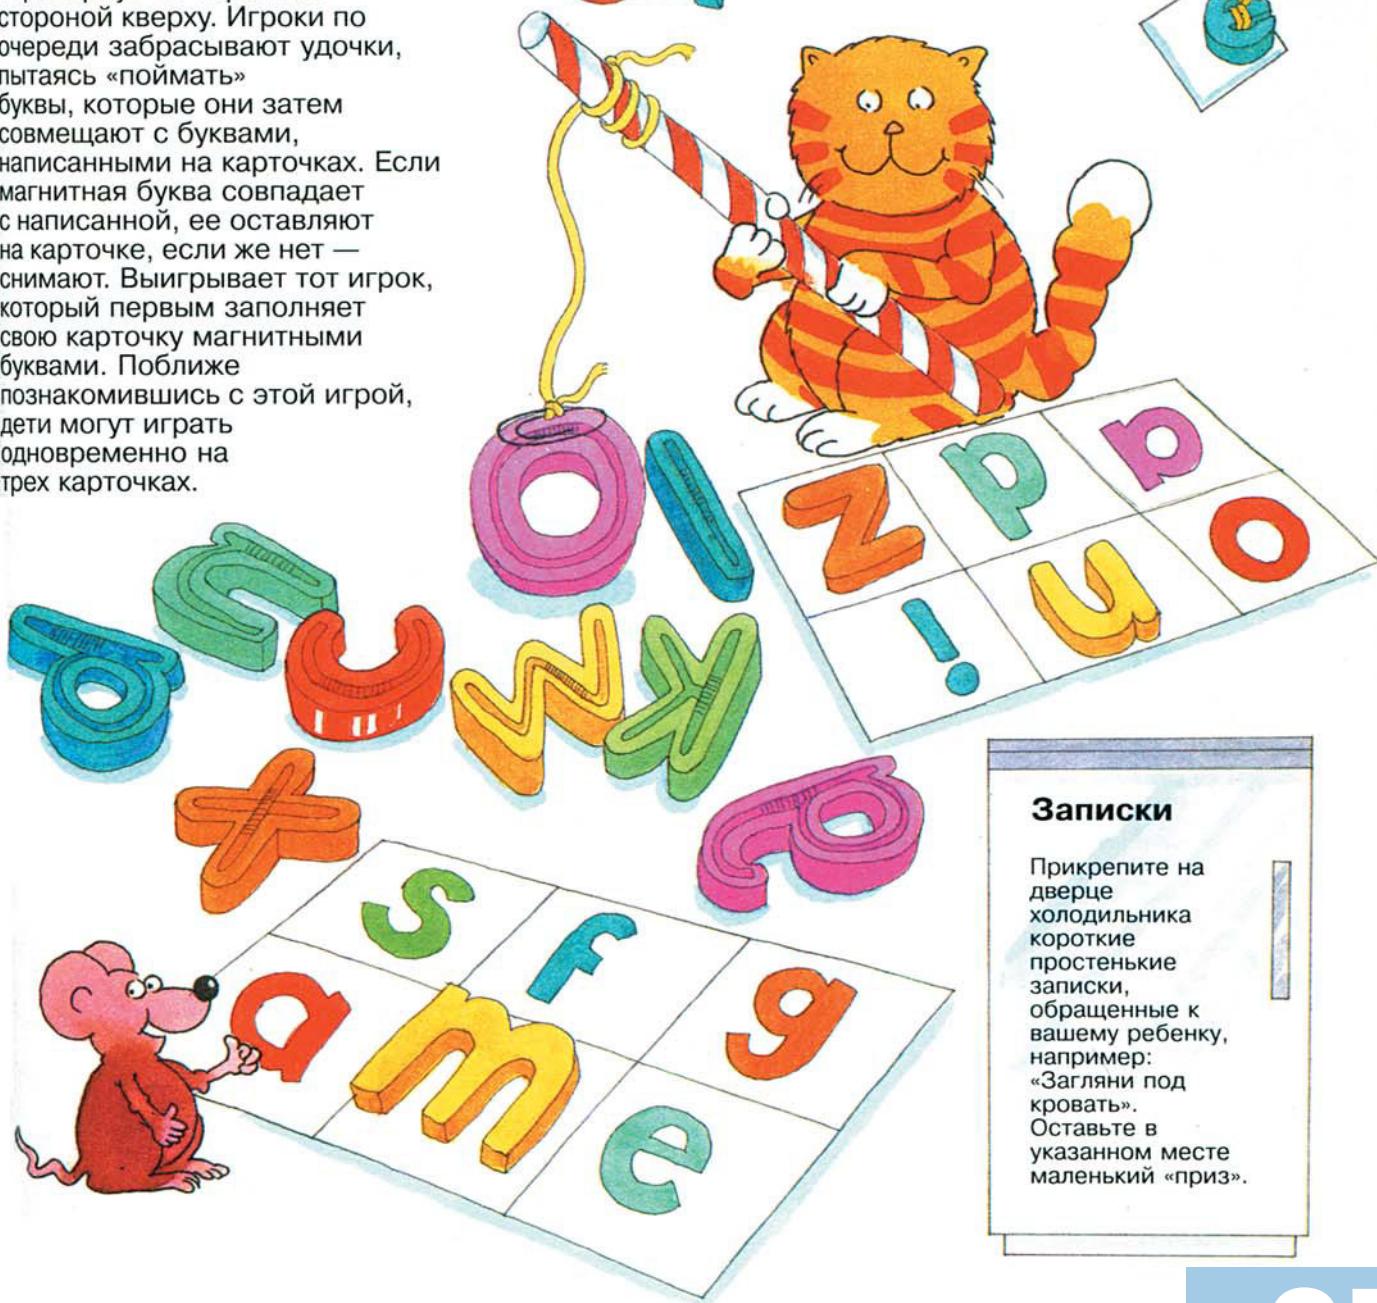 стороной кверху. Игроки по
очереди забрасывают удочки,
пытаясь «поймать»
буквы, которые они затем
совмещают с буквами,
написанными на карточках. Если
магнитная буква совпадает
с написанной, ее оставляют
на карточке, если же нет —
снимают. Выигрывает тот игрок,
который первым заполняет
свою карточку магнитными
буквами. Поближе
познакомившись с этой игрой,
дети могут играть
одновременно на
трех карточках.
z p a
! u o
s f g
a m e
Записки
Прикрепите на
дверце
холодильника
короткие
простенькие
записки,
обращенные к
вашему ребенку,
например:
«Загляни под
кровать».
Оставьте в
указанном месте
маленький «приз».